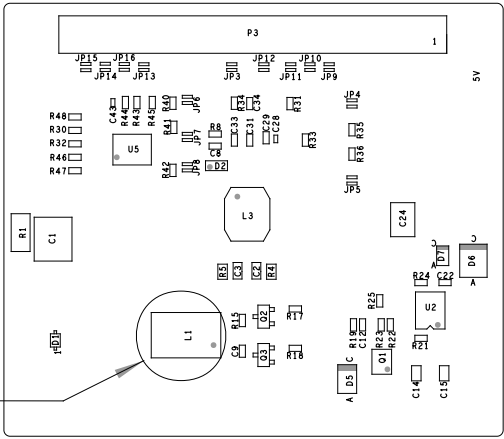 P3
1
JP15 JP16 JP12 JP10
JP14 JP13 JP3 JP11 JP9
5V
C43 R44 R43 R45 R40 JP6 R34 C34 R31 JP4
R48
R30
R32
R46
R47
U5
R41
JP7
R8
C8
C33 C31 C29 C28
R33
R35
R36
R42
JP8
D2
JP5
R1
C1
L3
C24
C
D7
A
C
D6
A
R5 C3 C2 R4
R24 C22
R25
U2
R15
Q2
R17
R19 C12 R23 R22
R21
L1
C9
Q3
R18
1 D1
C
D5
A
Q1
C14 C15